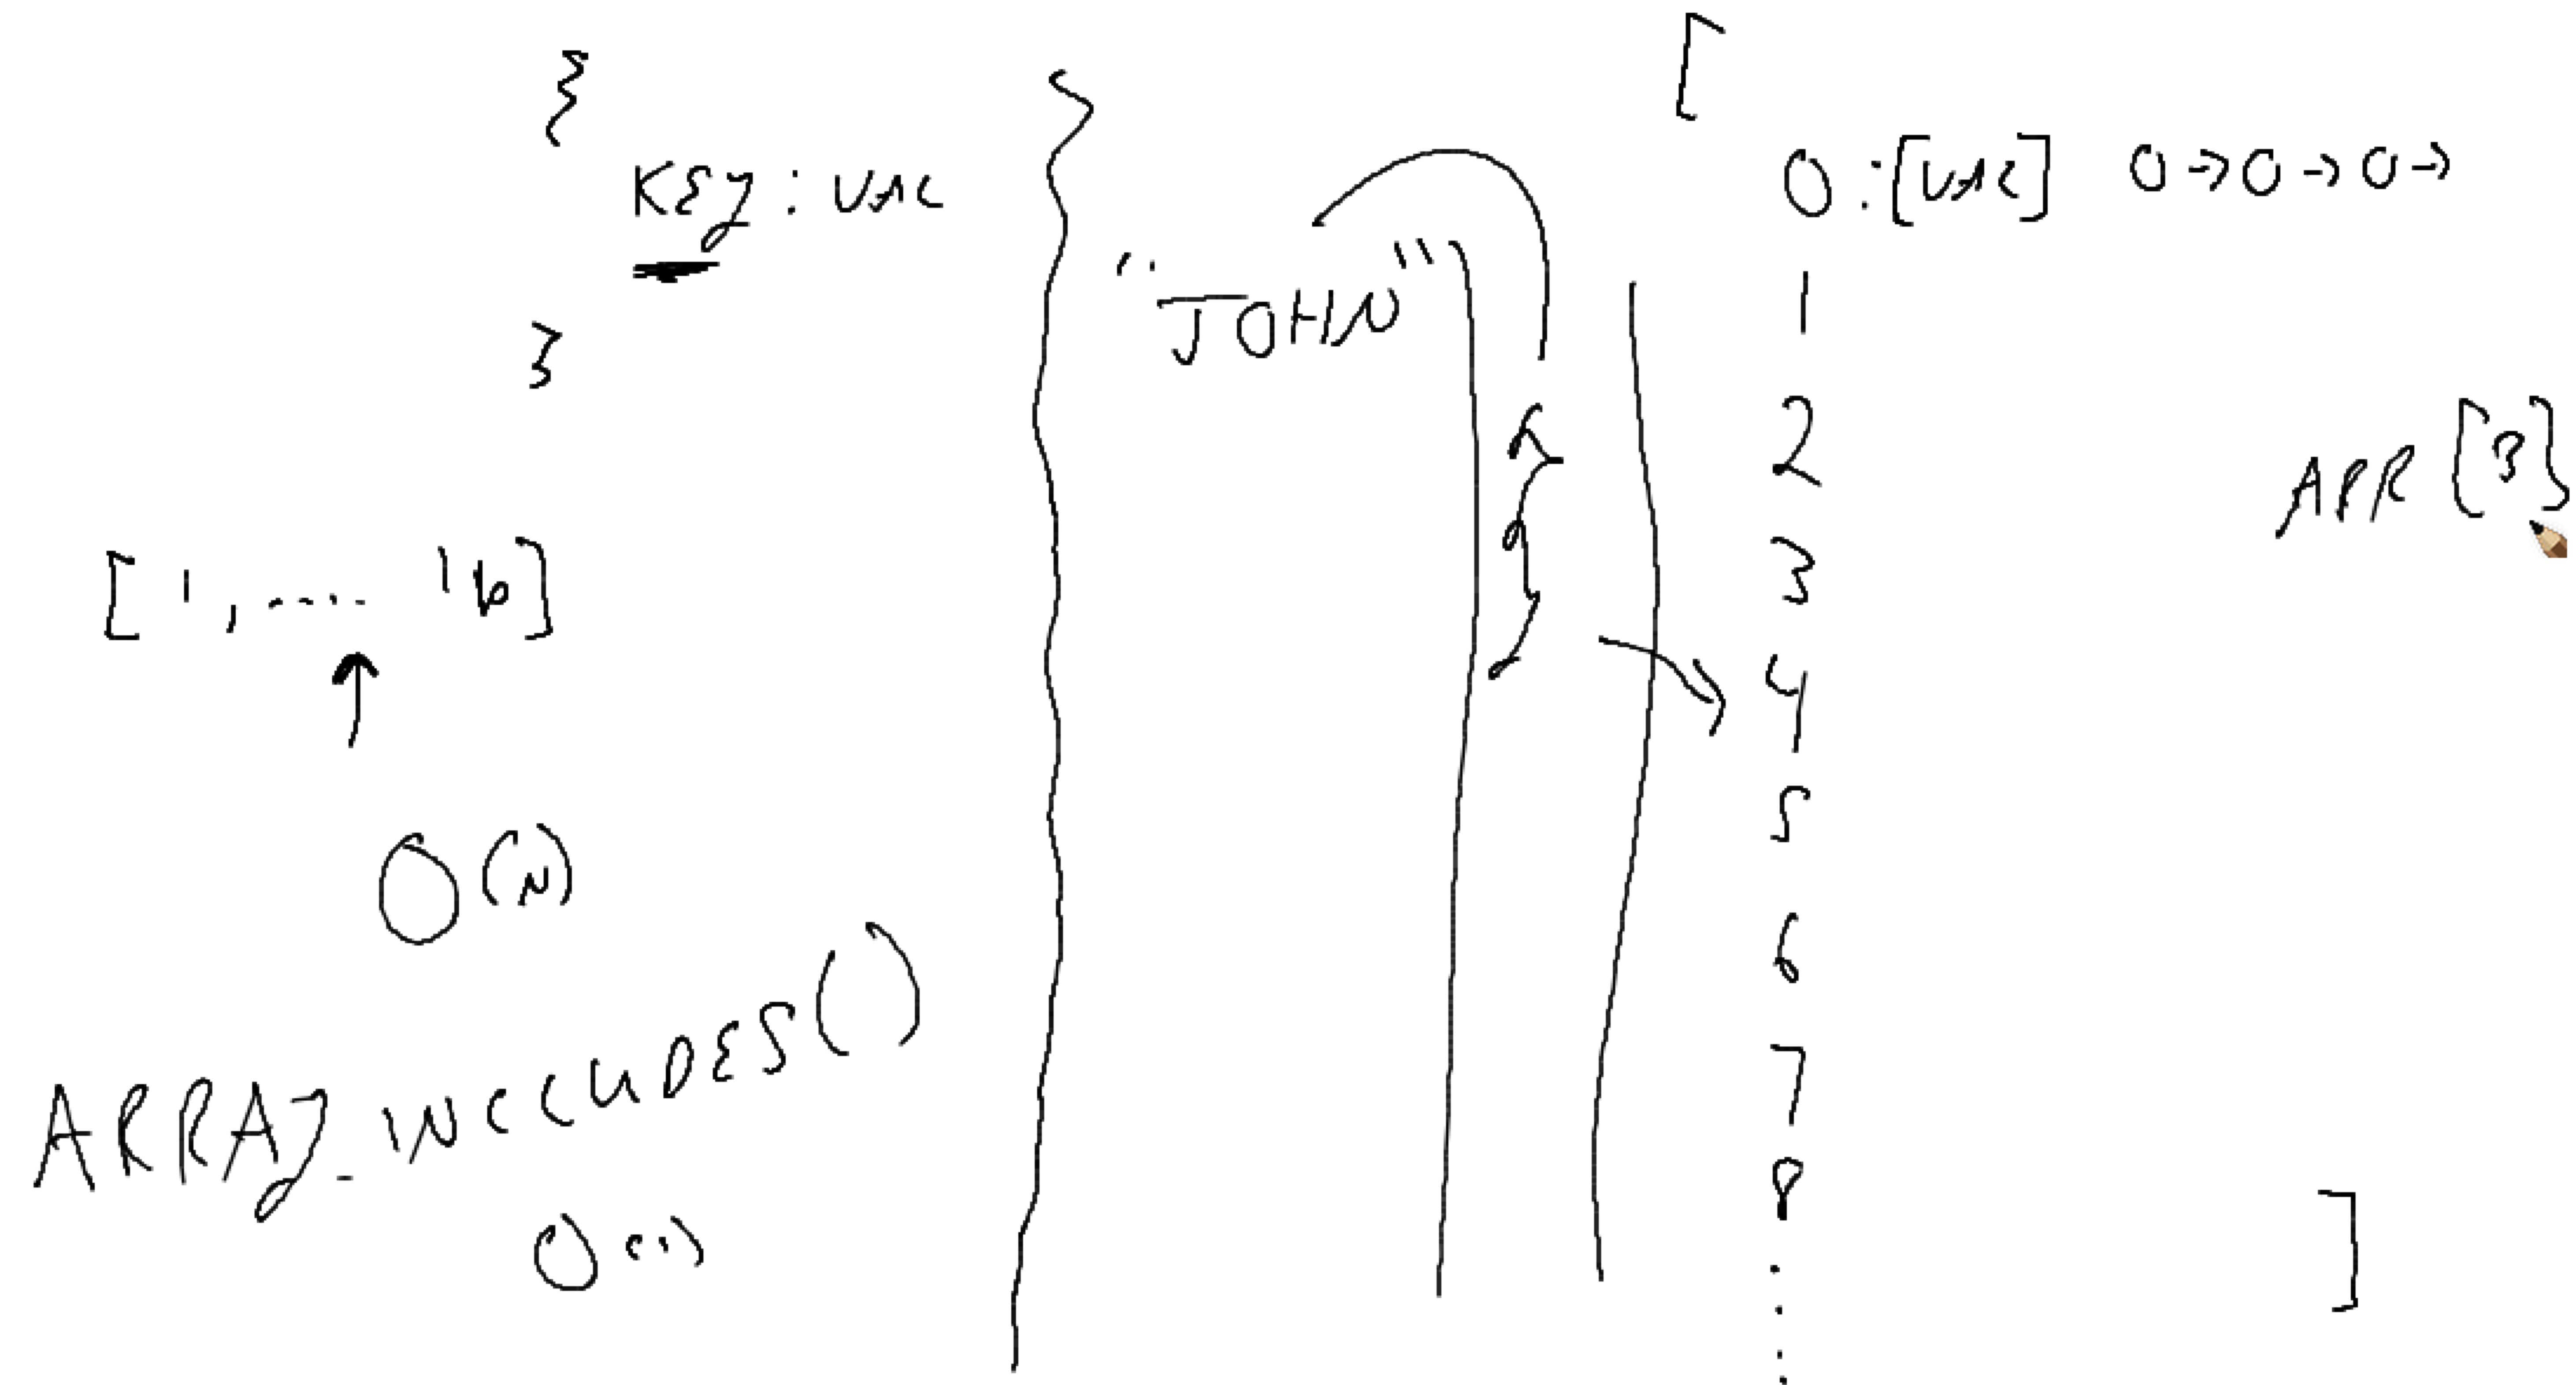 {
KEY : VAL
}
[ 1, ..... 16 ]
O(N)
ARRAY.INCLUDES()
O(1)
"JOHN"
[
0 : [VAL] O→O→O→
1
2
ARR [3]
3
4
5
6
7
8
.
.
.
]